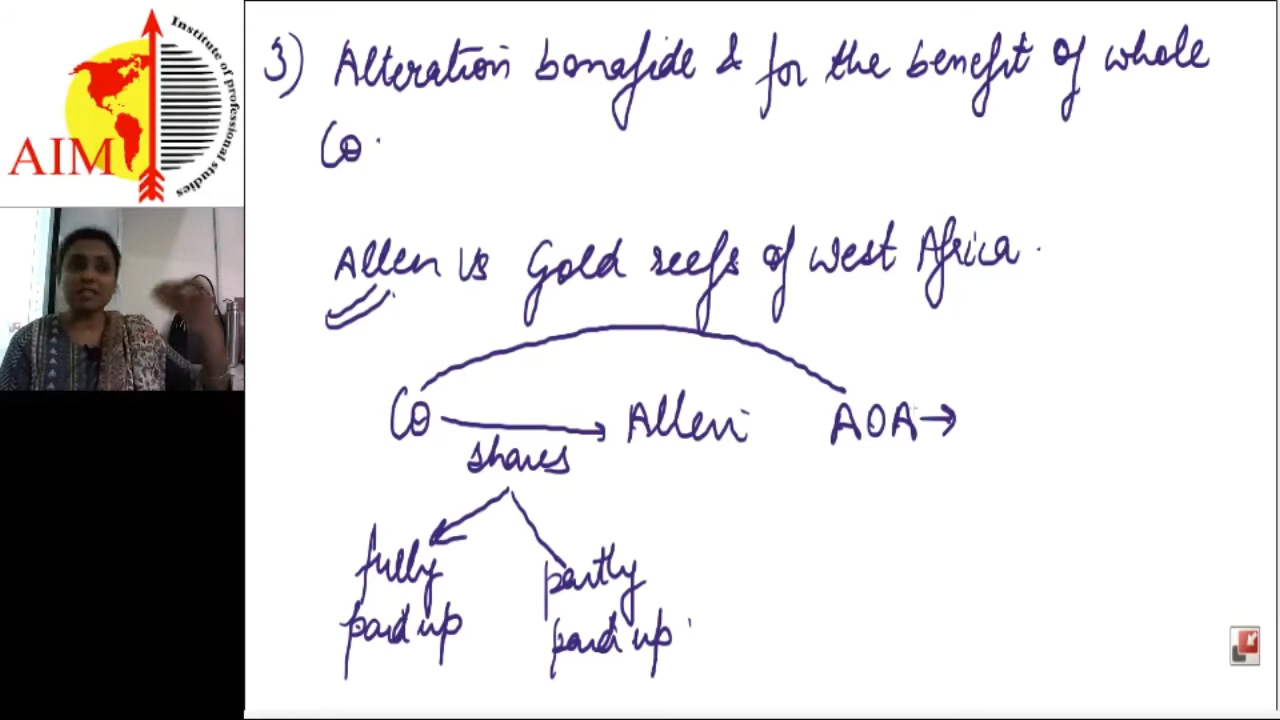 AIM
Institute of professional studies
3) Alteration bonafide & for the benefit of whole
Co.
Allen Vs Gold reefs of West Africa.
Co
shares
Allen
AOA
fully
paid up
partly
paid up